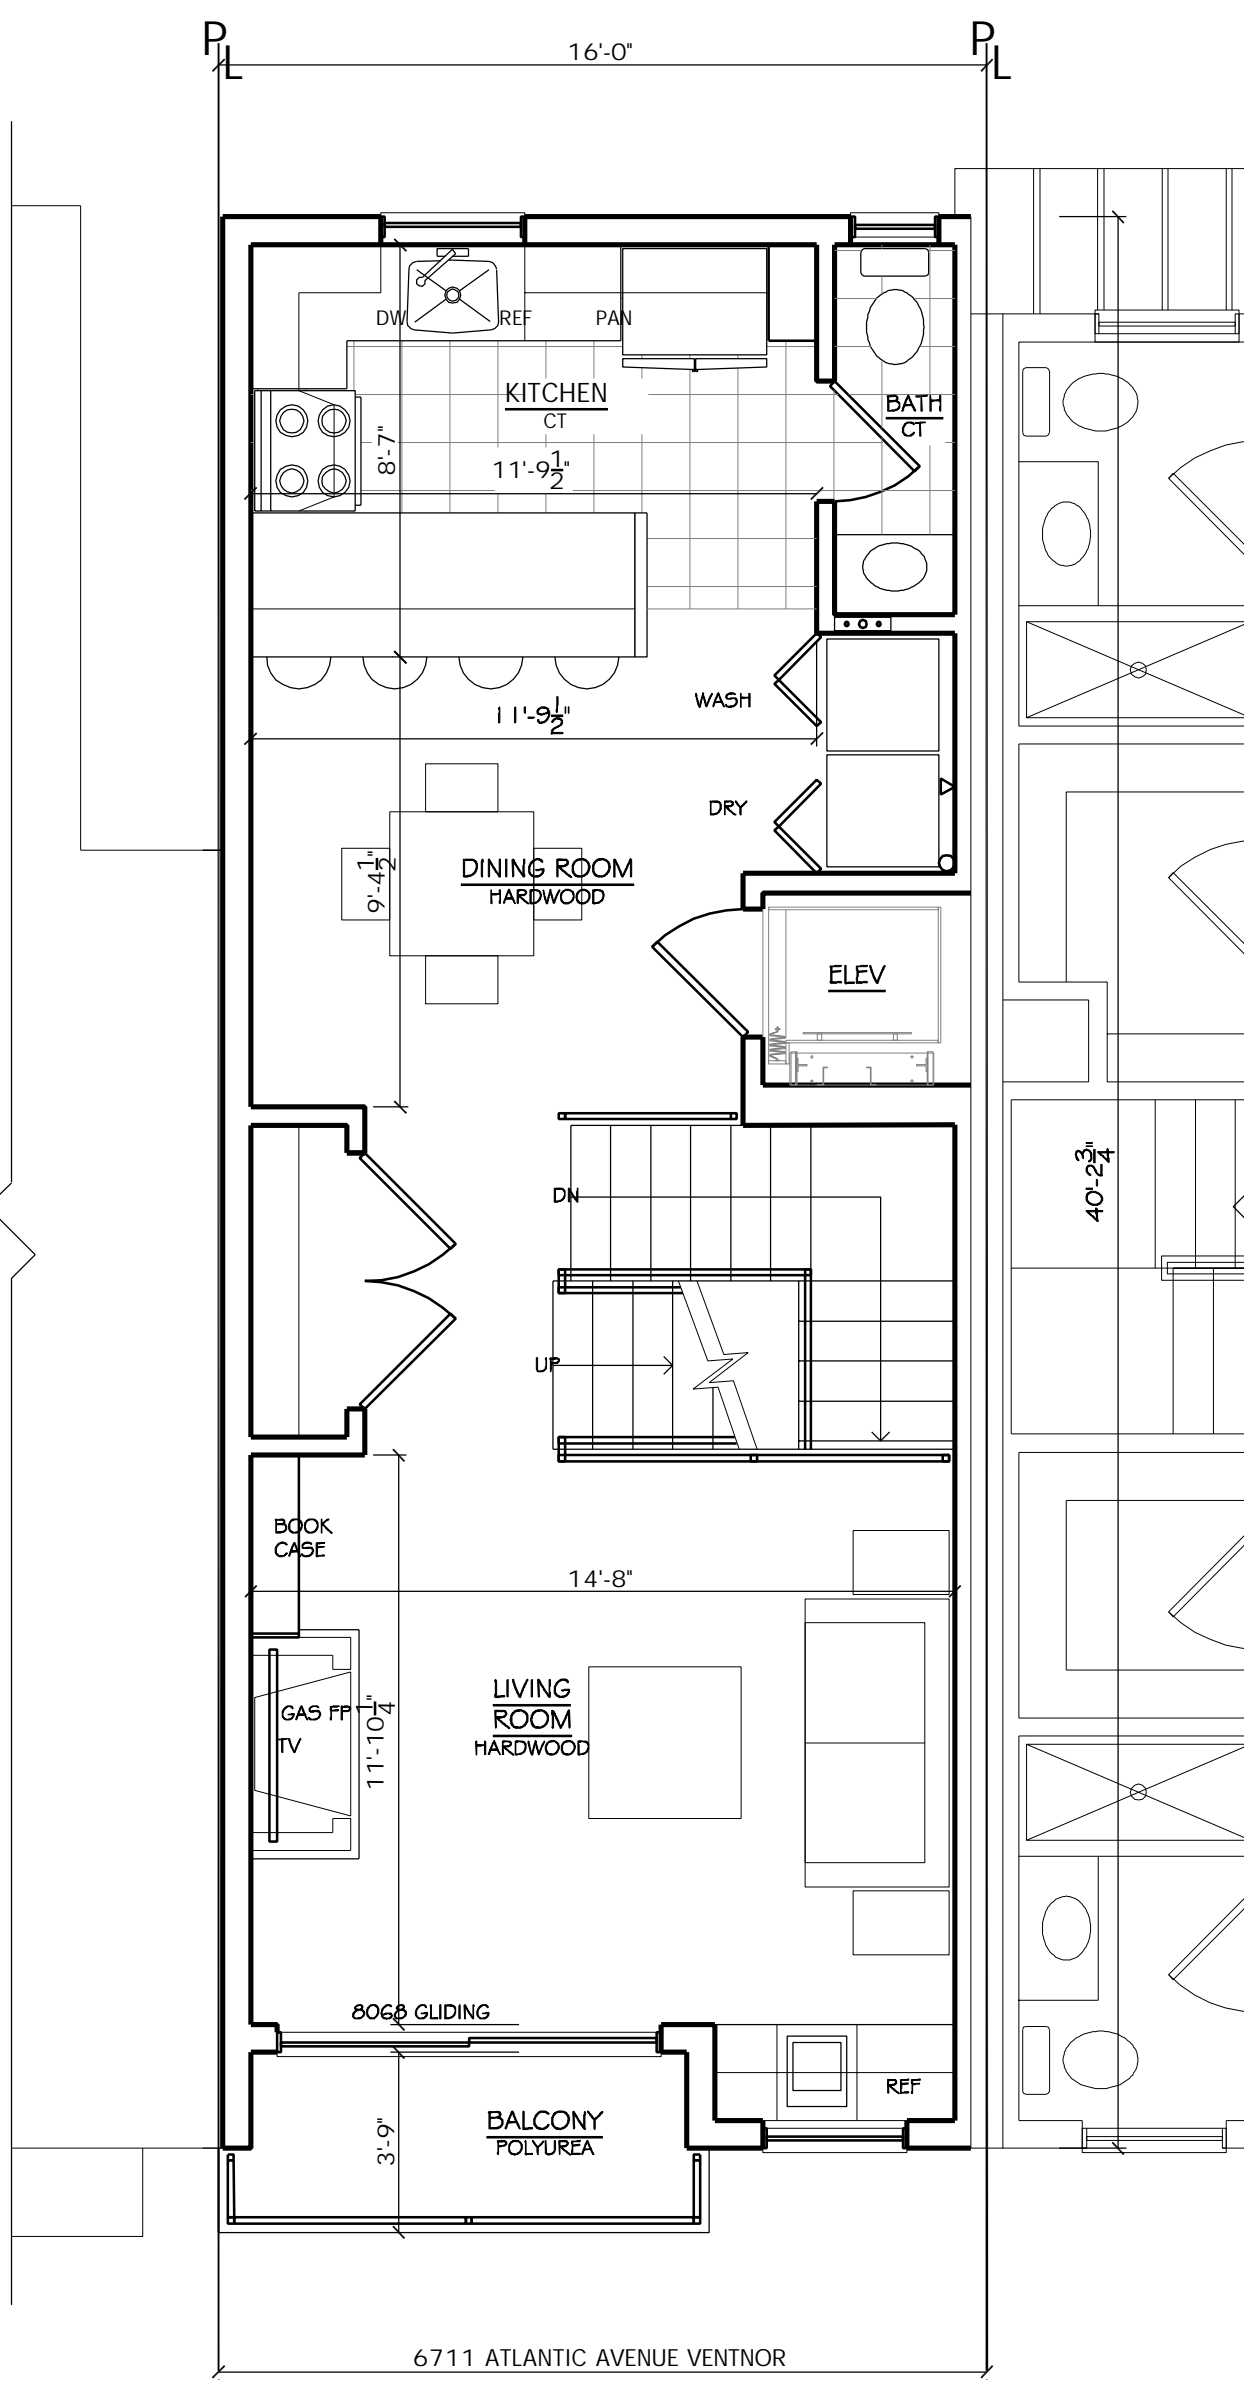 PL
PL
16'-0"
DW
REF
PAN
KITCHEN
CT
BATH
CT
8'-7"
11'-9 1/2"
WASH
11'-9 1/2"
DRY
DINING ROOM
HARDWOOD
9'-4 1/2"
ELEV
DN
40'-2 3/4"
UP
BOOK
CASE
14'-8"
LIVING
ROOM
HARDWOOD
GAS FP
TV
11'-10 1/4"
8068 GLIDING
REF
BALCONY
POLYUREA
3'-9"
6711 ATLANTIC AVENUE VENTNOR